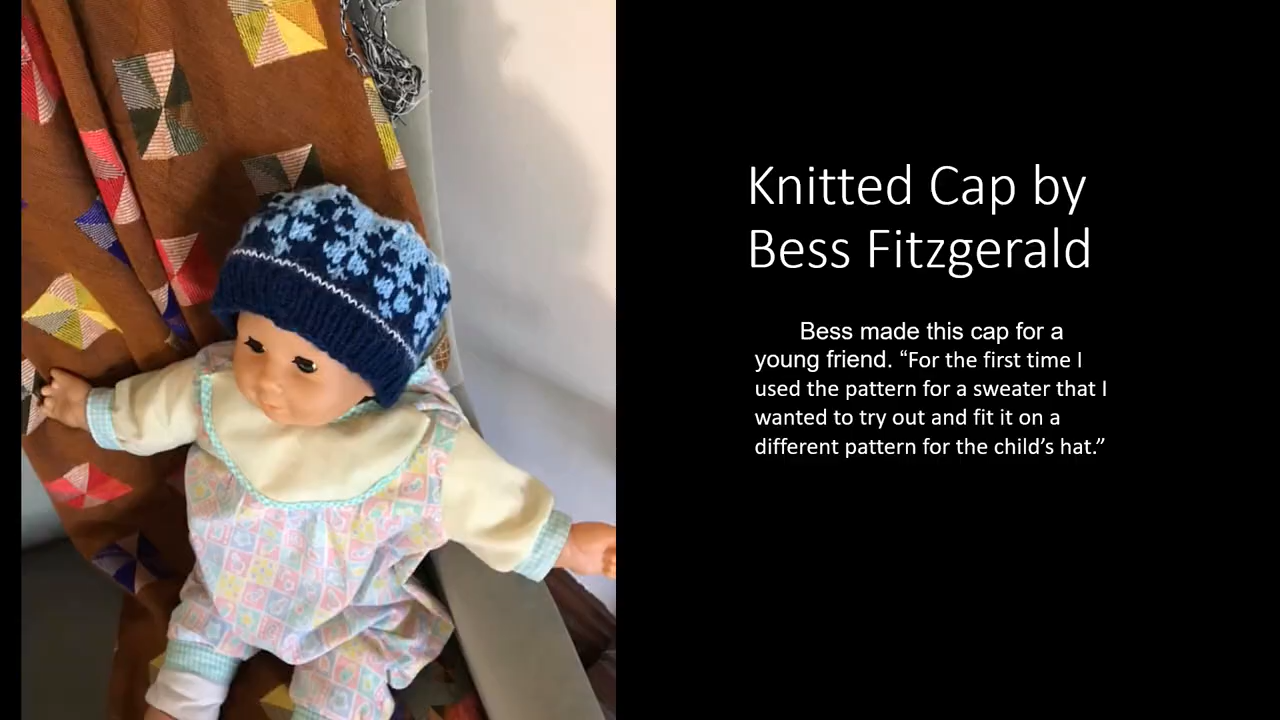 Knitted Cap by
Bess Fitzgerald
Bess made this cap for a
young friend. “For the first time I
used the pattern for a sweater that I
wanted to try out and fit it on a
different pattern for the child’s hat.”